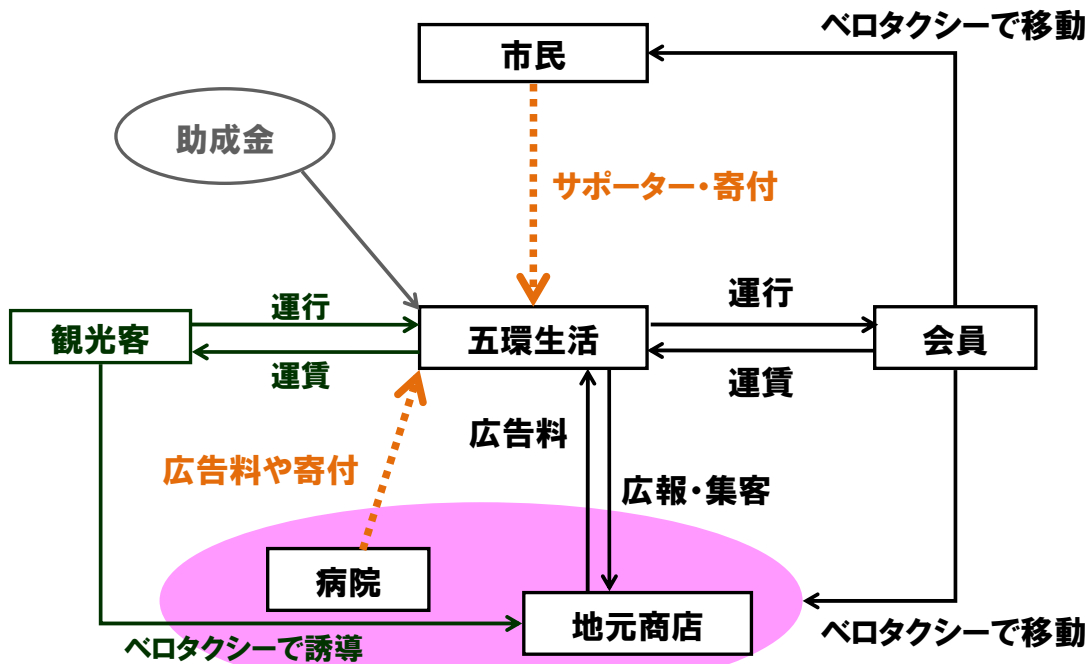 ベロタクシーで移動
市民
助成金
サポーター・寄付
運行
運行
観光客
五環生活
会員
運賃
運賃
広告料
広告料や寄付
広報・集客
病院
地元商店
ベロタクシーで誘導
ベロタクシーで移動